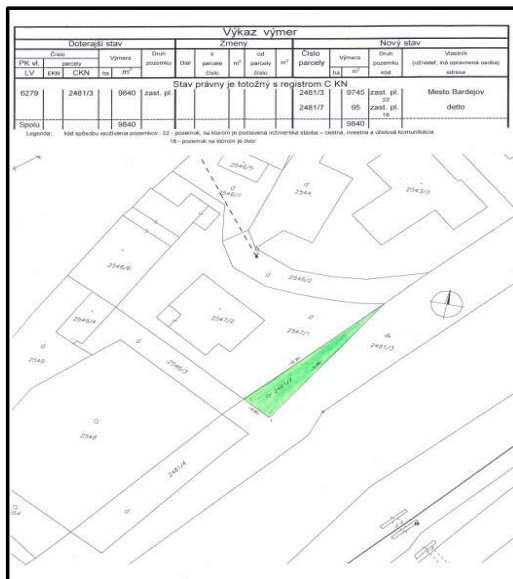 Výkaz výmer
Doterajší stav Zmeny Nový stav
Číslo Výmera Druh pozemku Diel k parcele číslo m² od parcely číslo m² Číslo parcely Výmera Druh pozemku kód Vlastník
PK vl. parcely (užívateľ, iná oprávnená osoba)
LV EKN CKN ha m² ha m² adresa
Stav právny je totožný s registrom C KN
6279 2481/3 9840 zast. pl. 2481/3 9745 zast. pl. Mesto Bardejov
22
2481/7 95 zast. pl. detto
18
Spolu 9840 9840
Legenda: kód spôsobu využívania pozemkov : 22 - pozemok, na ktorom je postavená inžinierska stavba – cestná, miestna a účelová komunikácia
18 - pozemok na ktorom je dvor
2546/5
2546/1
2544
2543/3
2546/6
2546/2
2547/2
2547/1
2481/3
2546/4
2549
2546/3
2481/7
2548
2481/4